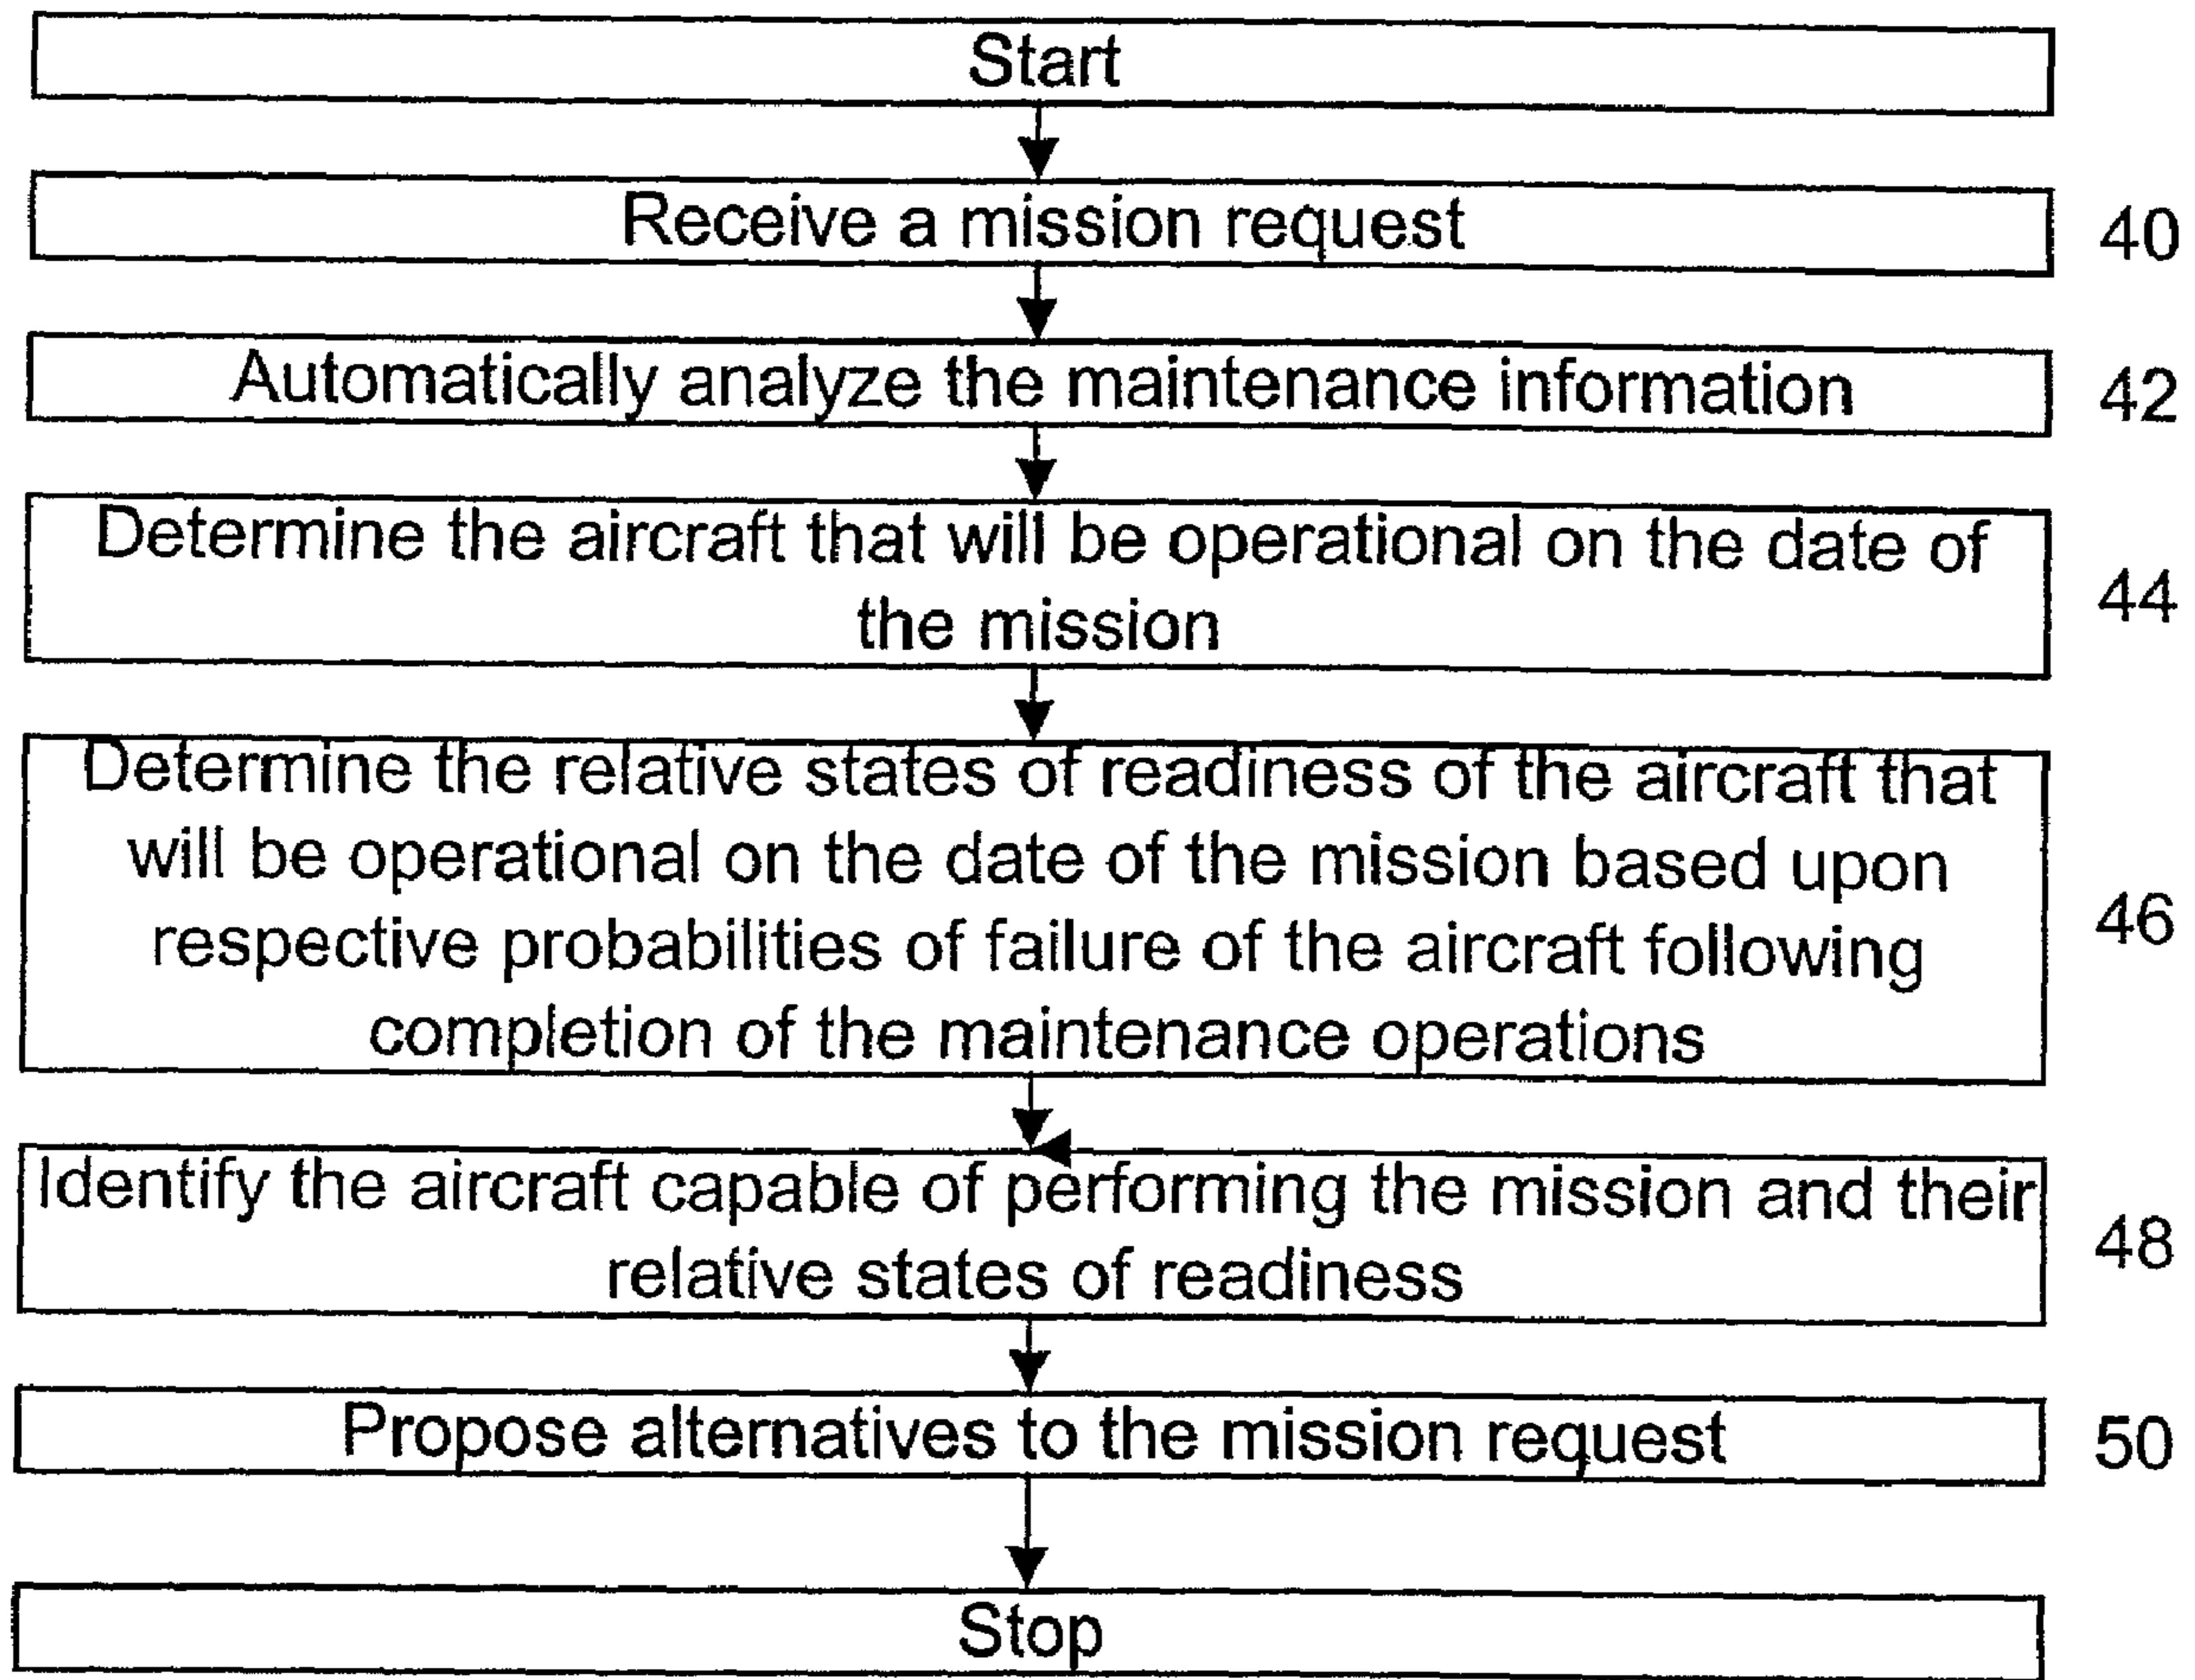 Start
Receive a mission request
40
Automatically analyze the maintenance information
42
Determine the aircraft that will be operational on the date of
the mission
44
Determine the relative states of readiness of the aircraft that
will be operational on the date of the mission based upon
respective probabilities of failure of the aircraft following
completion of the maintenance operations
46
Identify the aircraft capable of performing the mission and their
relative states of readiness
48
Propose alternatives to the mission request
50
Stop